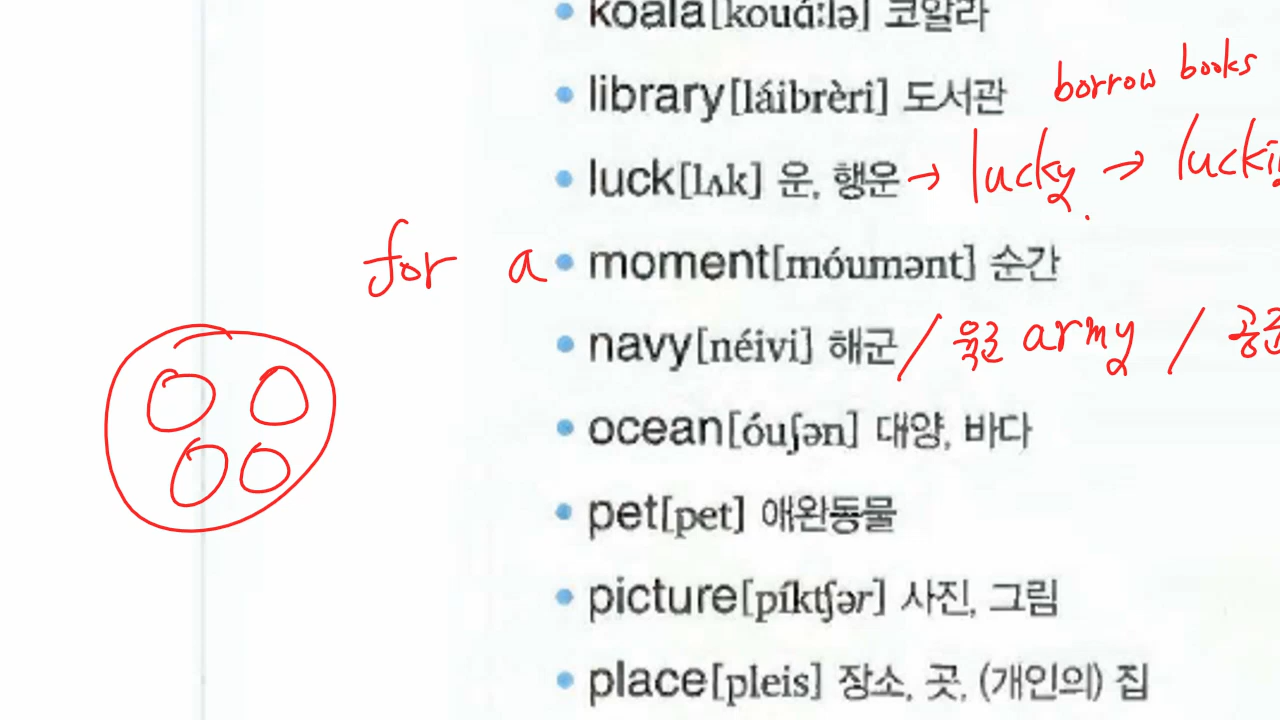 koala[kouáːlə] 코알라
library[láibrèri] 도서관 borrow books
luck[lʌk] 운, 행운 → lucky →
for a moment[móumənt] 순간
navy[néivi] 해군 / 육군 army /
ocean[óuʃən] 대양, 바다
pet[pet] 애완동물
picture[píktʃər] 사진, 그림
place[pleis] 장소, 곳, (개인의) 집